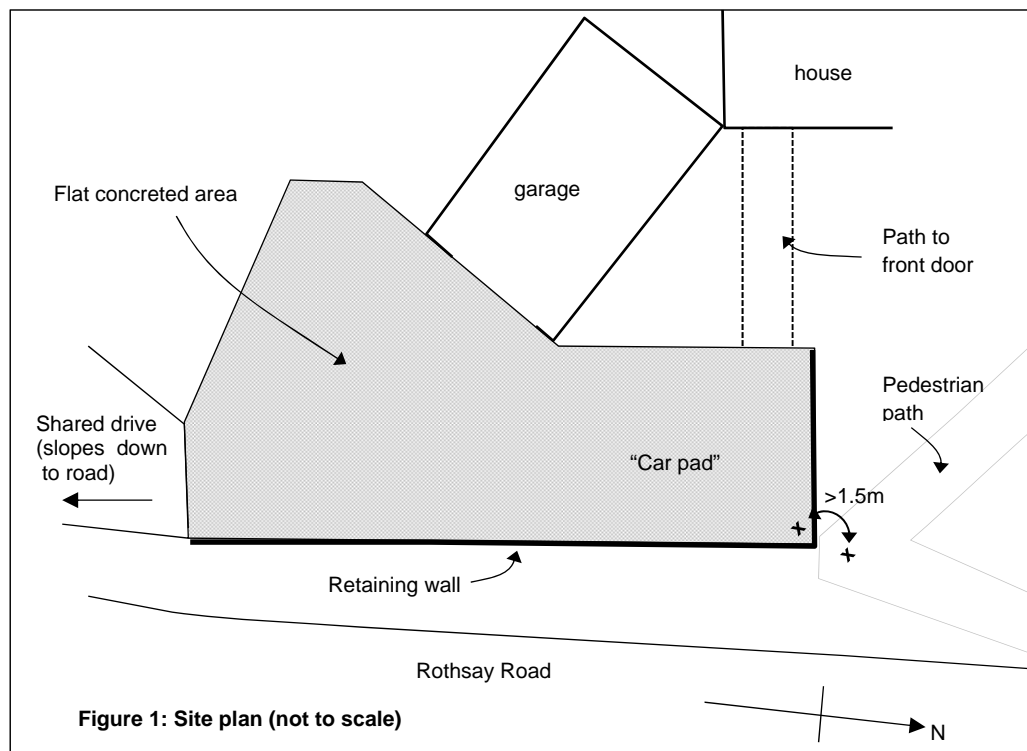 house
garage
Flat concreted area
Path to
front door
Pedestrian
path
Shared drive
(slopes down
to road)
“Car pad”
>1.5m
x
x
Retaining wall
Rothsay Road
Figure 1: Site plan (not to scale)
N